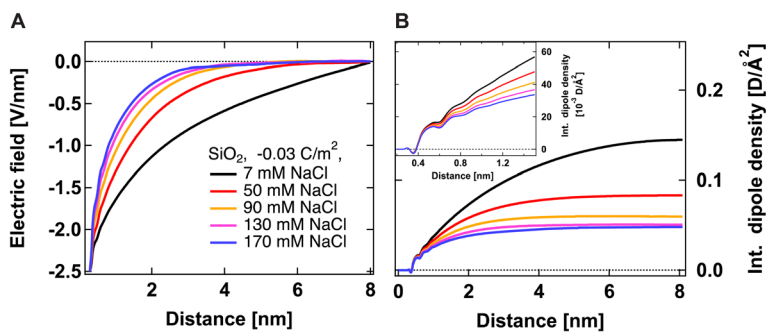 A
Electric field [V/nm]
0.0
-0.5
-1.0
-1.5
-2.0
-2.5
SiO₂, -0.03 C/m²,
7 mM NaCl
50 mM NaCl
90 mM NaCl
130 mM NaCl
170 mM NaCl
2
4
6
8
Distance [nm]
B
Int. dipole density
[10⁻³ D/Å²]
60
40
20
0
0.4
0.8
1.2
Distance [nm]
Int. dipole density [D/Å²]
0.2
0.1
0.0
0
2
4
6
8
Distance [nm]